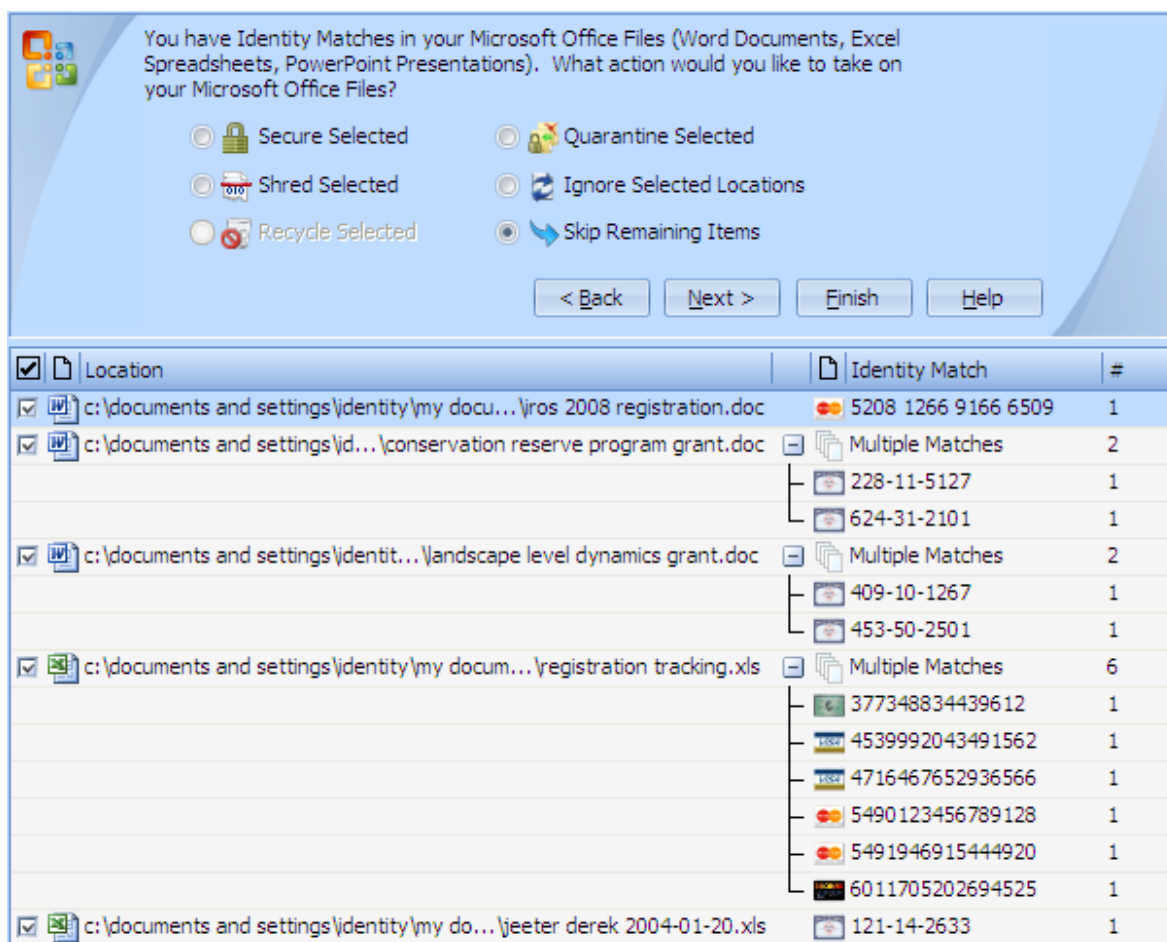 You have Identity Matches in your Microsoft Office Files (Word Documents, Excel
Spreadsheets, PowerPoint Presentations). What action would you like to take on
your Microsoft Office Files?
Secure Selected Quarantine Selected
Shred Selected Ignore Selected Locations
Recycle Selected Skip Remaining Items
< Back Next > Finish Help
Location Identity Match #
c:\documents and settings\identity\my docu...\iros 2008 registration.doc 5208 1266 9166 6509 1
c:\documents and settings\id...\conservation reserve program grant.doc Multiple Matches 2
228-11-5127 1
624-31-2101 1
c:\documents and settings\identit...\landscape level dynamics grant.doc Multiple Matches 2
409-10-1267 1
453-50-2501 1
c:\documents and settings\identity\my docum...\registration tracking.xls Multiple Matches 6
377348834439612 1
4539992043491562 1
4716467652936566 1
5490123456789128 1
5491946915444920 1
6011705202694525 1
c:\documents and settings\identity\my do...\jeeter derek 2004-01-20.xls 121-14-2633 1